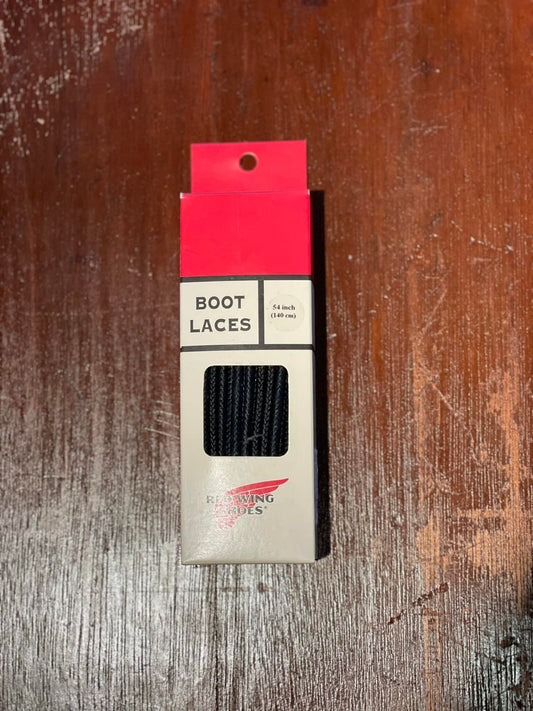 BOOT
LACES
54 inch
(140 cm)
RED WING
SHOES